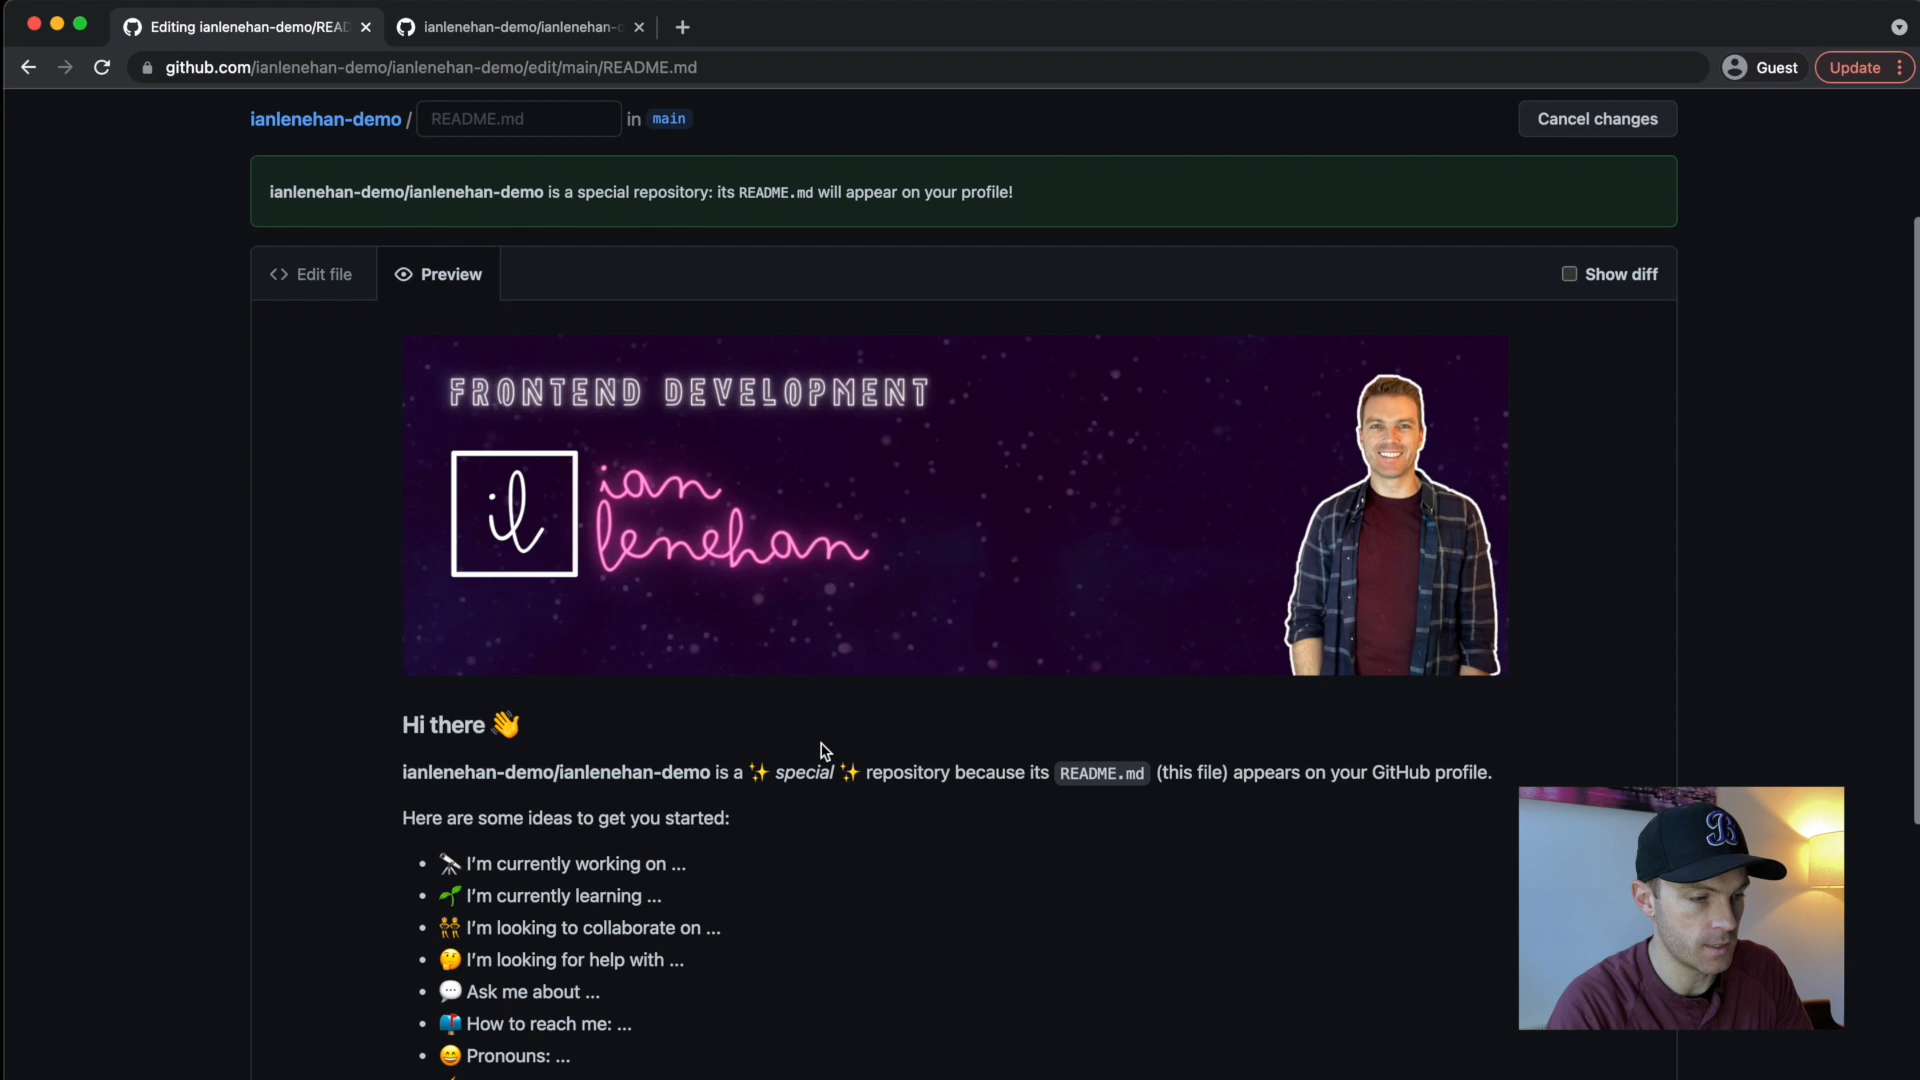 Editing ianlenehan-demo/READ
ianlenehan-demo/ianlenehan-d
github.com/ianlenehan-demo/ianlenehan-demo/edit/main/README.md
Guest
Update
ianlenehan-demo / README.md in main
Cancel changes
ianlenehan-demo/ianlenehan-demo is a special repository: its README.md will appear on your profile!
<> Edit file
Preview
Show diff
FRONTEND DEVELOPMENT
il
ian
lenehan
Hi there 👋
ianlenehan-demo/ianlenehan-demo is a ✨ special ✨ repository because its README.md (this file) appears on your GitHub profile.
Here are some ideas to get you started:
• 🔭 I'm currently working on ...
• 🌱 I'm currently learning ...
• 👯 I'm looking to collaborate on ...
• 🤔 I'm looking for help with ...
• 💬 Ask me about ...
• 📫 How to reach me: ...
• 😄 Pronouns: ...
B